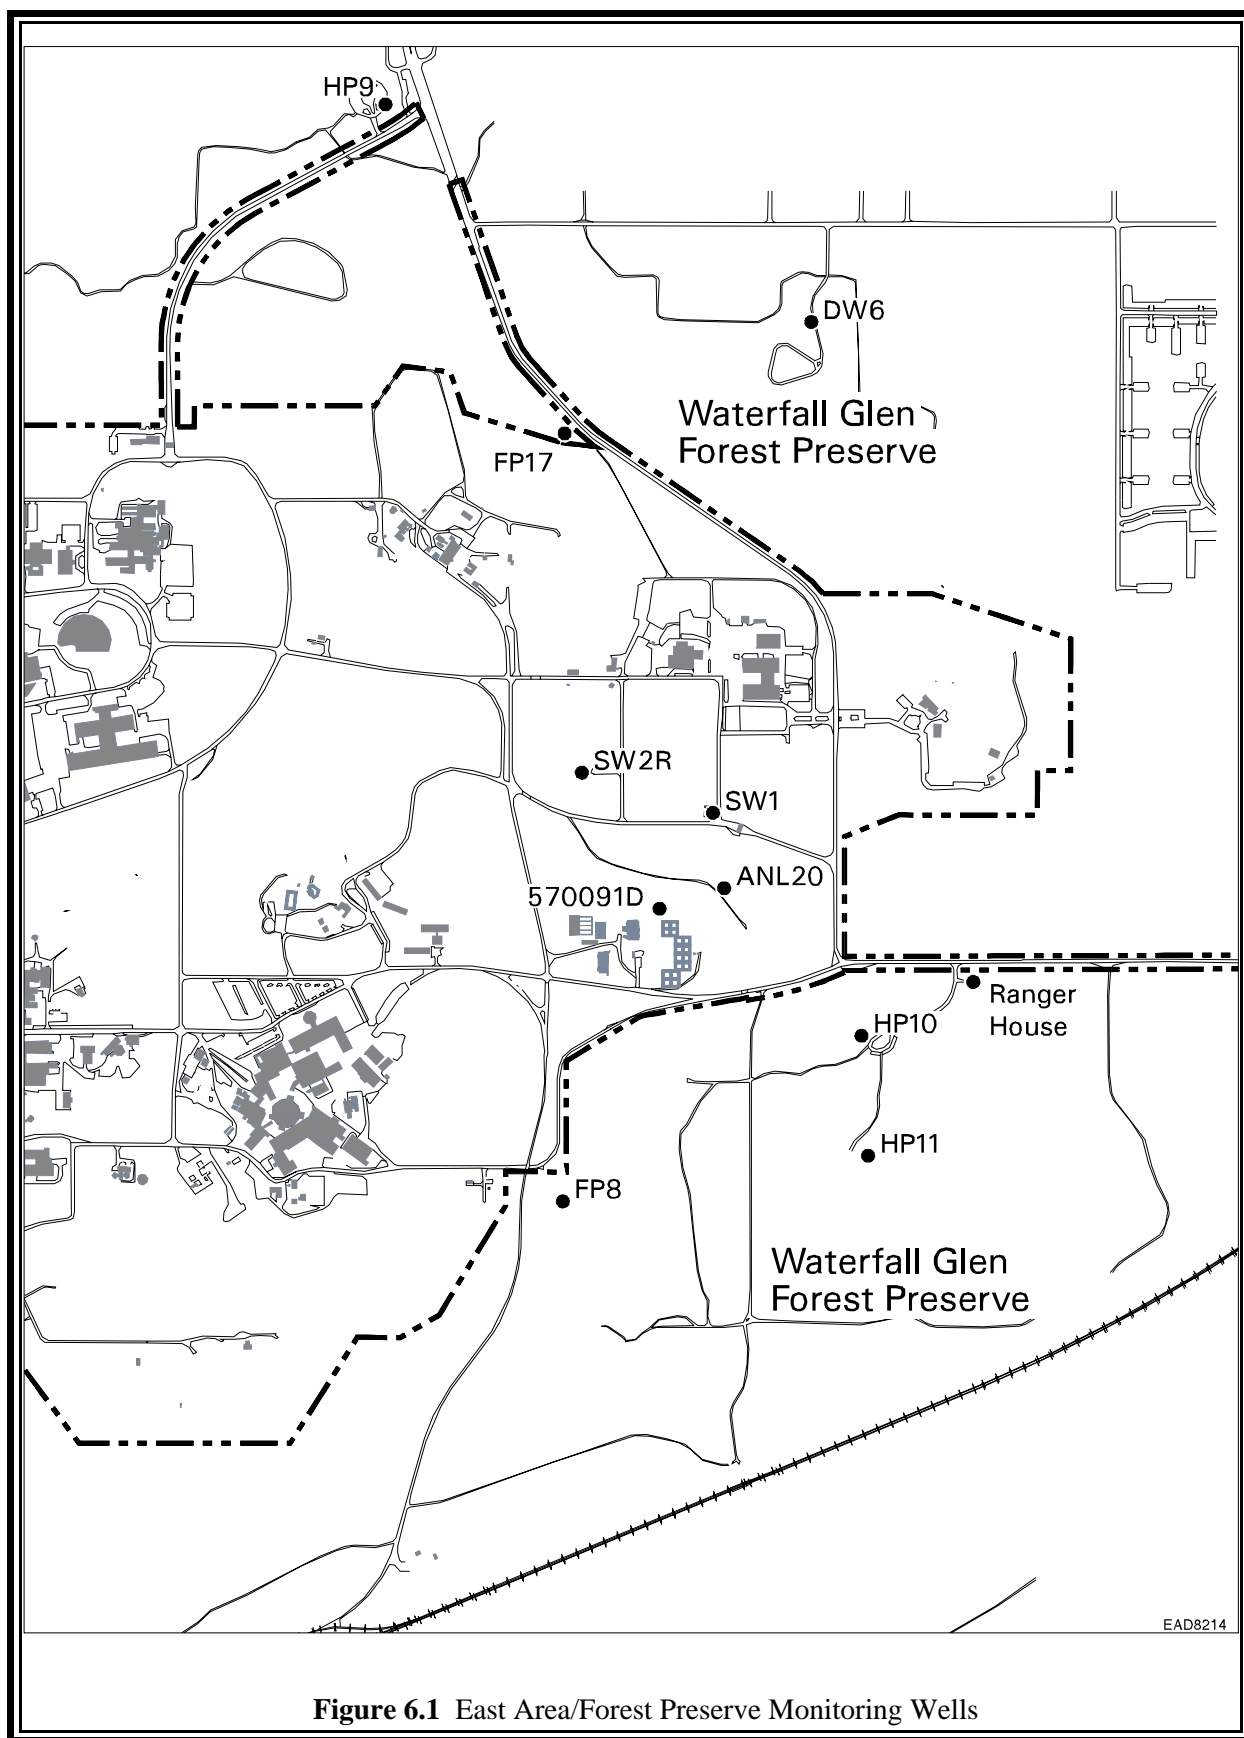 HP9
DW6
Waterfall Glen
Forest Preserve
FP17
SW2R
SW1
ANL20
570091D
Ranger
House
HP10
HP11
FP8
Waterfall Glen
Forest Preserve
EAD8214
Figure 6.1 East Area/Forest Preserve Monitoring Wells